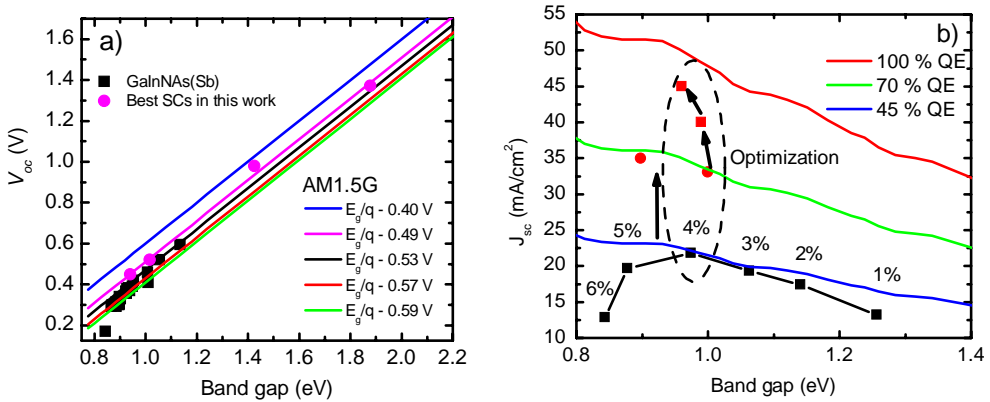 a)
1.6
1.4
1.2
1.0
0.8
0.6
0.4
0.2
V_oc (V)
GaInNAs(Sb)
Best SCs in this work
AM1.5G
E_g/q - 0.40 V
E_g/q - 0.49 V
E_g/q - 0.53 V
E_g/q - 0.57 V
E_g/q - 0.59 V
0.8 1.0 1.2 1.4 1.6 1.8 2.0 2.2
Band gap (eV)
b)
55
50
45
40
35
30
25
20
15
10
J_sc (mA/cm²)
100 % QE
70 % QE
45 % QE
Optimization
5%
4%
3%
2%
1%
6%
0.8 1.0 1.2 1.4
Band gap (eV)